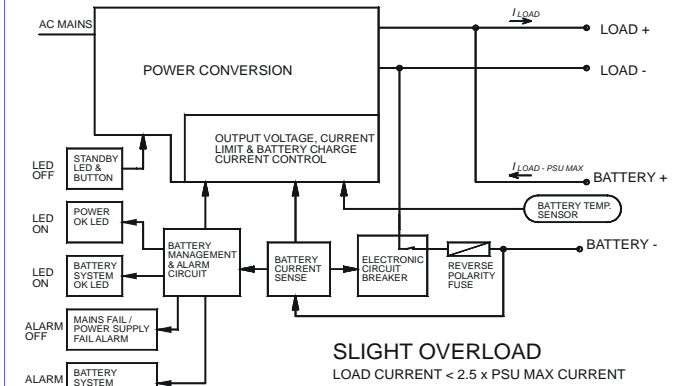 I LOAD
AC MAINS
LOAD +
POWER CONVERSION
LOAD -
OUTPUT VOLTAGE, CURRENT
LIMIT & BATTERY CHARGE
CURRENT CONTROL
I LOAD - PSU MAX
BATTERY +
LED
OFF
STANDBY
LED &
BUTTON
BATTERY TEMP.
SENSOR
LED
ON
POWER
OK LED
BATTERY
MANAGEMENT
& ALARM
CIRCUIT
BATTERY
CURRENT
SENSE
ELECTRONIC
CIRCUIT
BREAKER
REVERSE
POLARITY
FUSE
BATTERY -
LED
ON
BATTERY
SYSTEM
OK LED
ALARM
OFF
MAINS FAIL /
POWER SUPPLY
FAIL ALARM
ALARM
BATTERY
SYSTEM
SLIGHT OVERLOAD
LOAD CURRENT < 2.5 x PSU MAX CURRENT